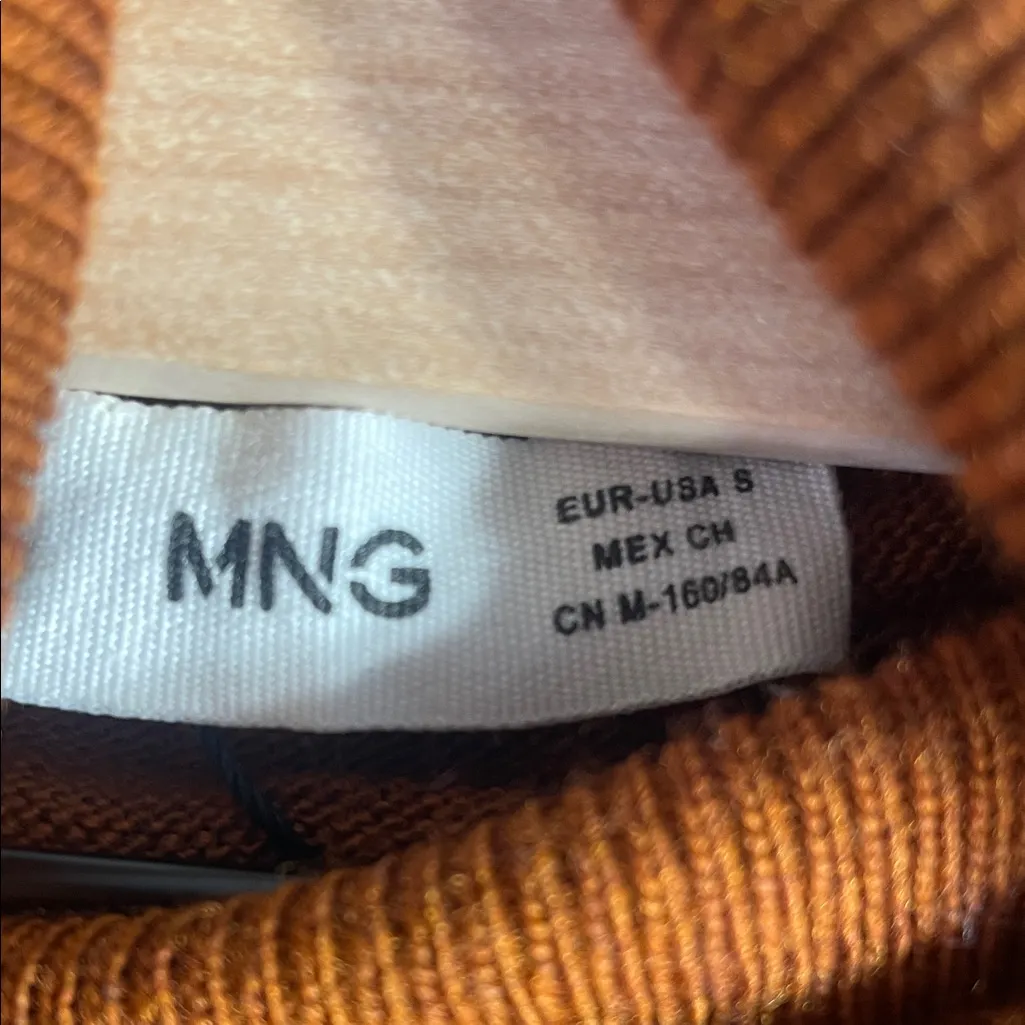 MNG
EUR-USA S
MEX CH
CN M-160/84A